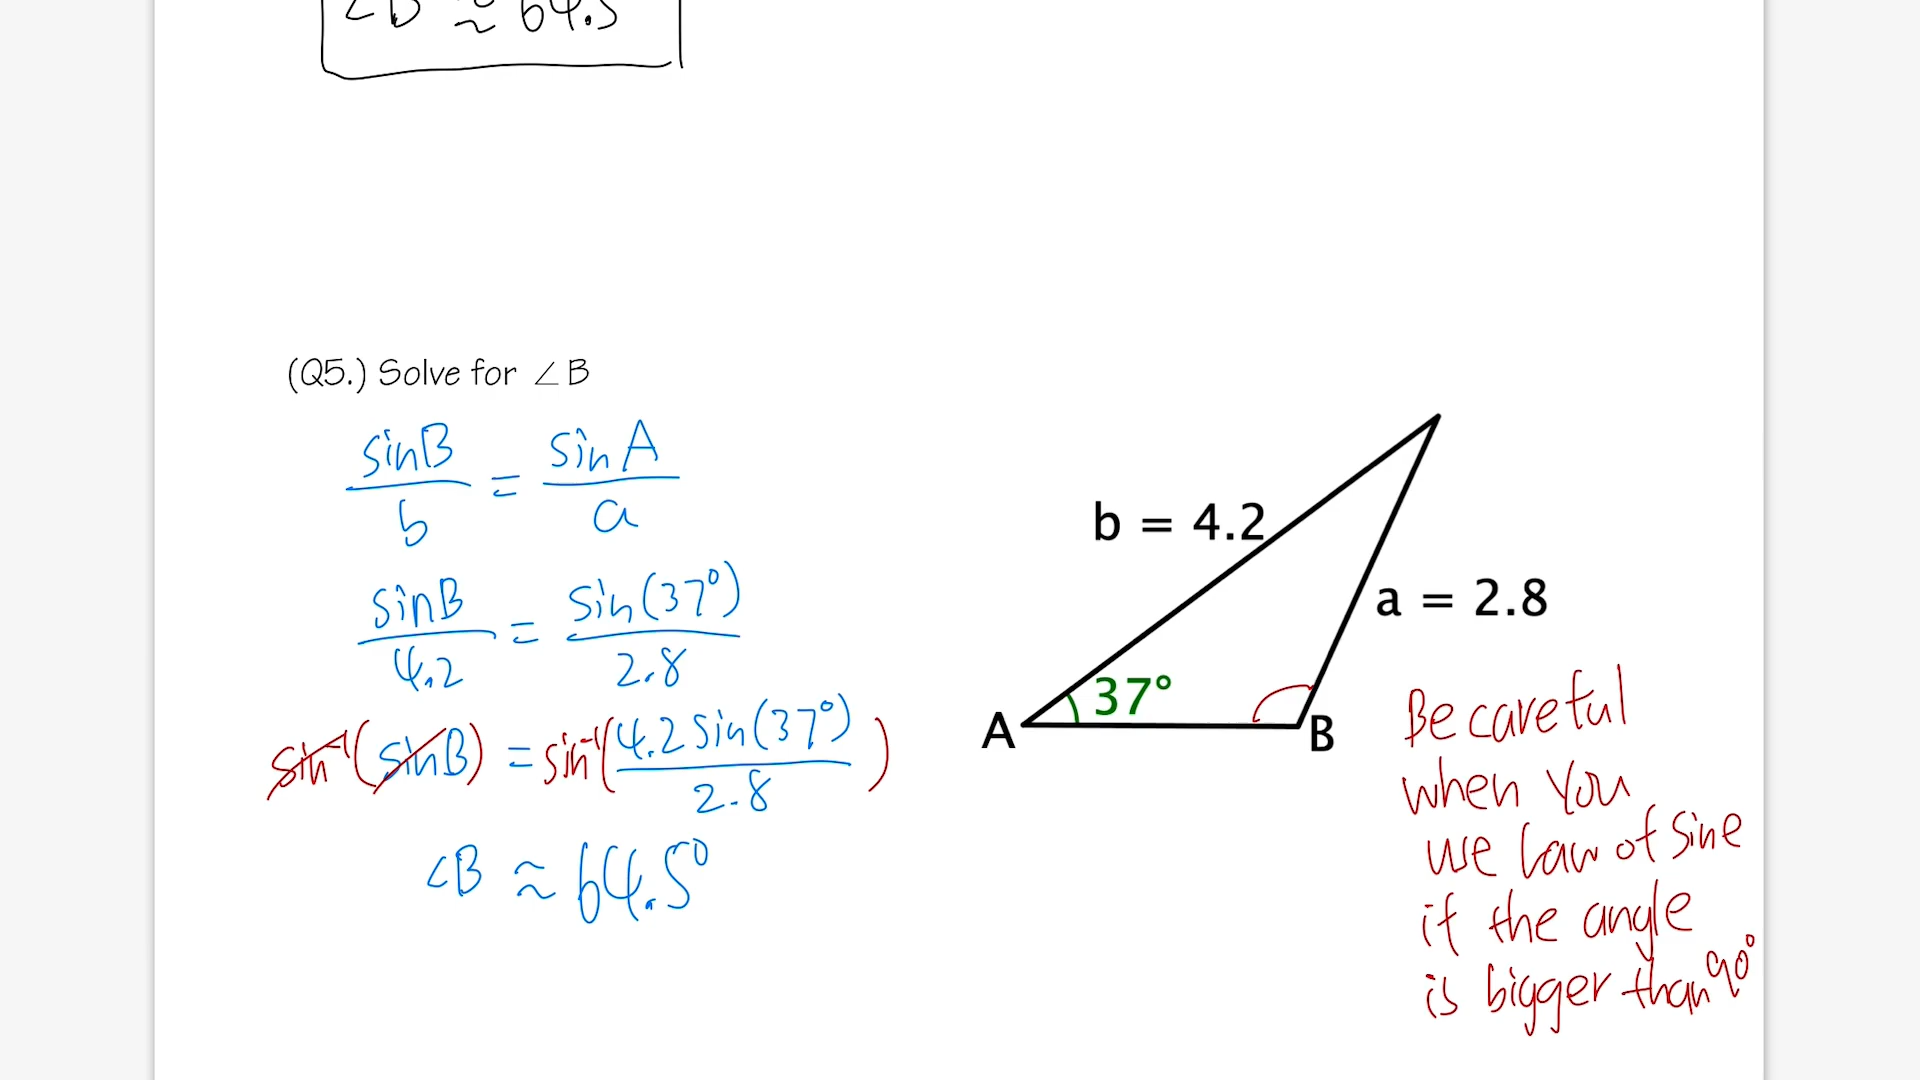 ∠B ≈ 64.5
(Q5.) Solve for ∠B
sinB/b = sinA/a
sinB/4.2 = sin(37°)/2.8
sin⁻¹(sinB) = sin⁻¹(4.2 sin(37°)/2.8)
∠B ≈ 64.5°
b = 4.2
a = 2.8
37°
A
B
Be careful
when you
use law of sine
if the angle
is bigger than 90°